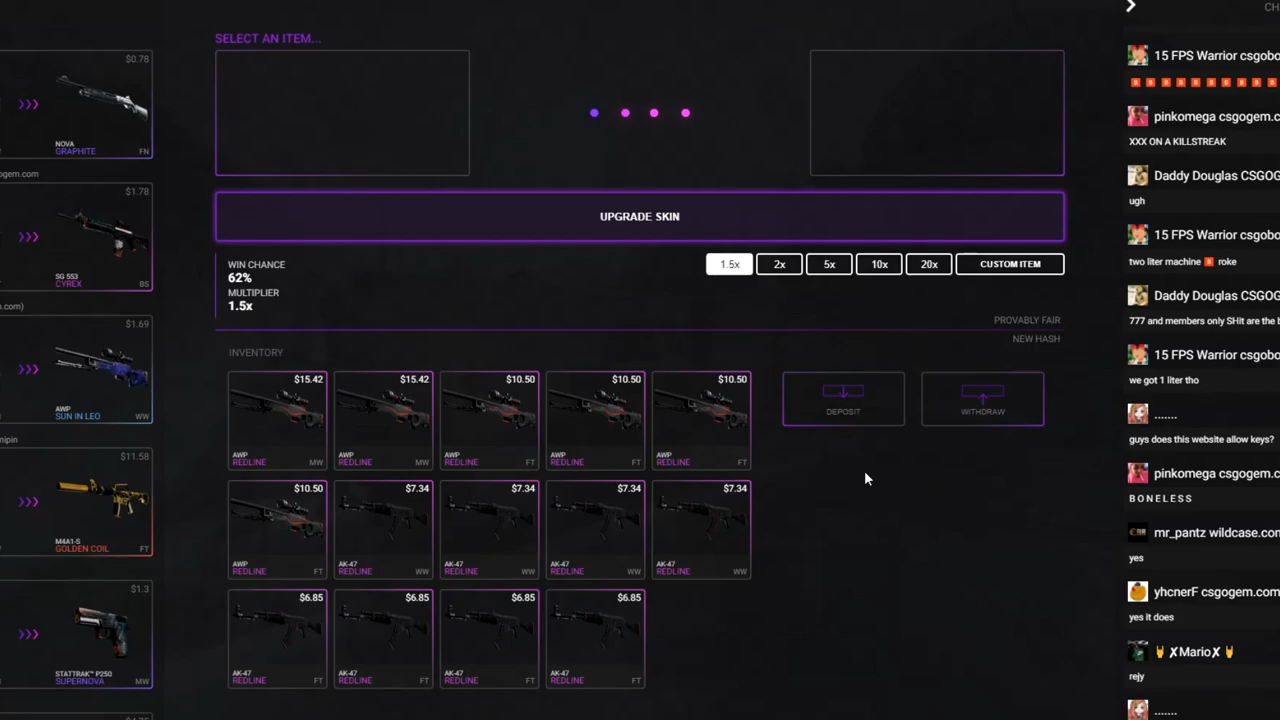 $0.78
NOVA
GRAPHITE FN
ogem.com
$1.78
SG 553
CYREX BS
m.com)
$1.69
AWP
SUN IN LEO WW
mipin
$11.58
M4A1-S
GOLDEN COIL FT
$1.3
STATTRAK™ P250
SUPERNOVA MW
SELECT AN ITEM...
UPGRADE SKIN
WIN CHANCE
62%
MULTIPLIER
1.5x
1.5x 2x 5x 10x 20x CUSTOM ITEM
PROVABLY FAIR
NEW HASH
INVENTORY
$15.42 $15.42 $10.50 $10.50 $10.50
AWP AWP AWP AWP AWP
REDLINE MW REDLINE MW REDLINE FT REDLINE FT REDLINE FT
$10.50 $7.34 $7.34 $7.34 $7.34
AWP AK-47 AK-47 AK-47 AK-47
REDLINE FT REDLINE WW REDLINE WW REDLINE WW REDLINE WW
$6.85 $6.85 $6.85 $6.85
AK-47 AK-47 AK-47 AK-47
REDLINE FT REDLINE FT REDLINE FT REDLINE FT
DEPOSIT WITHDRAW
CH
15 FPS Warrior csgobo
B B B B B B B B B B
pinkomega csgogem.c
XXX ON A KILLSTREAK
Daddy Douglas CSGOG
ugh
15 FPS Warrior csgobo
two liter machine B roke
Daddy Douglas CSGOG
777 and members only SHit are the b
15 FPS Warrior csgobo
we got 1 liter tho
.......
guys does this website allow keys?
pinkomega csgogem.c
B O N E L E S S
mr_pantz wildcase.com
yes
yhcnerF csgogem.com
yes it does
🤘 ✗Mario✗ 🤘
rejy
.......